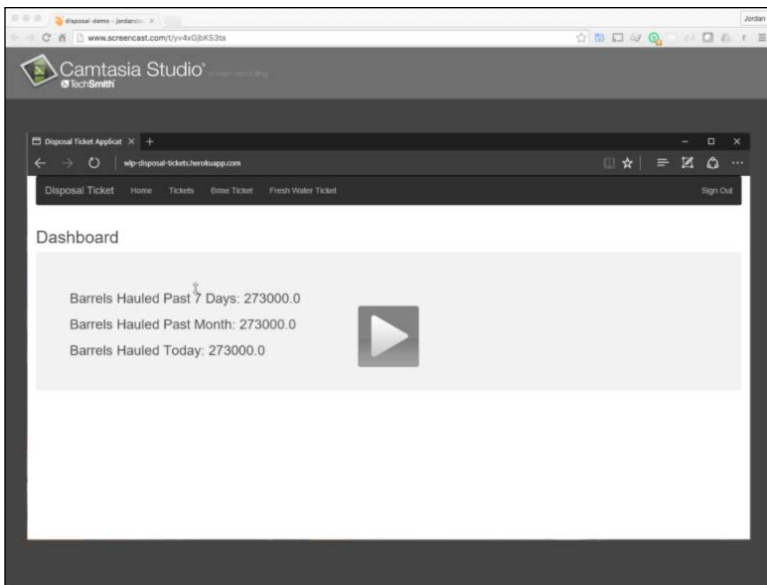 disposal-demo - jordanb
Jordan
www.screencast.com/t/yv4xGjbKS3ta
Camtasia Studio®
TechSmith
Disposal Ticket Applicat
wlp-disposal-tickets.herokuapp.com
Disposal Ticket Home Tickets Brine Ticket Fresh Water Ticket Sign Out
Dashboard
Barrels Hauled Past 7 Days: 273000.0
Barrels Hauled Past Month: 273000.0
Barrels Hauled Today: 273000.0